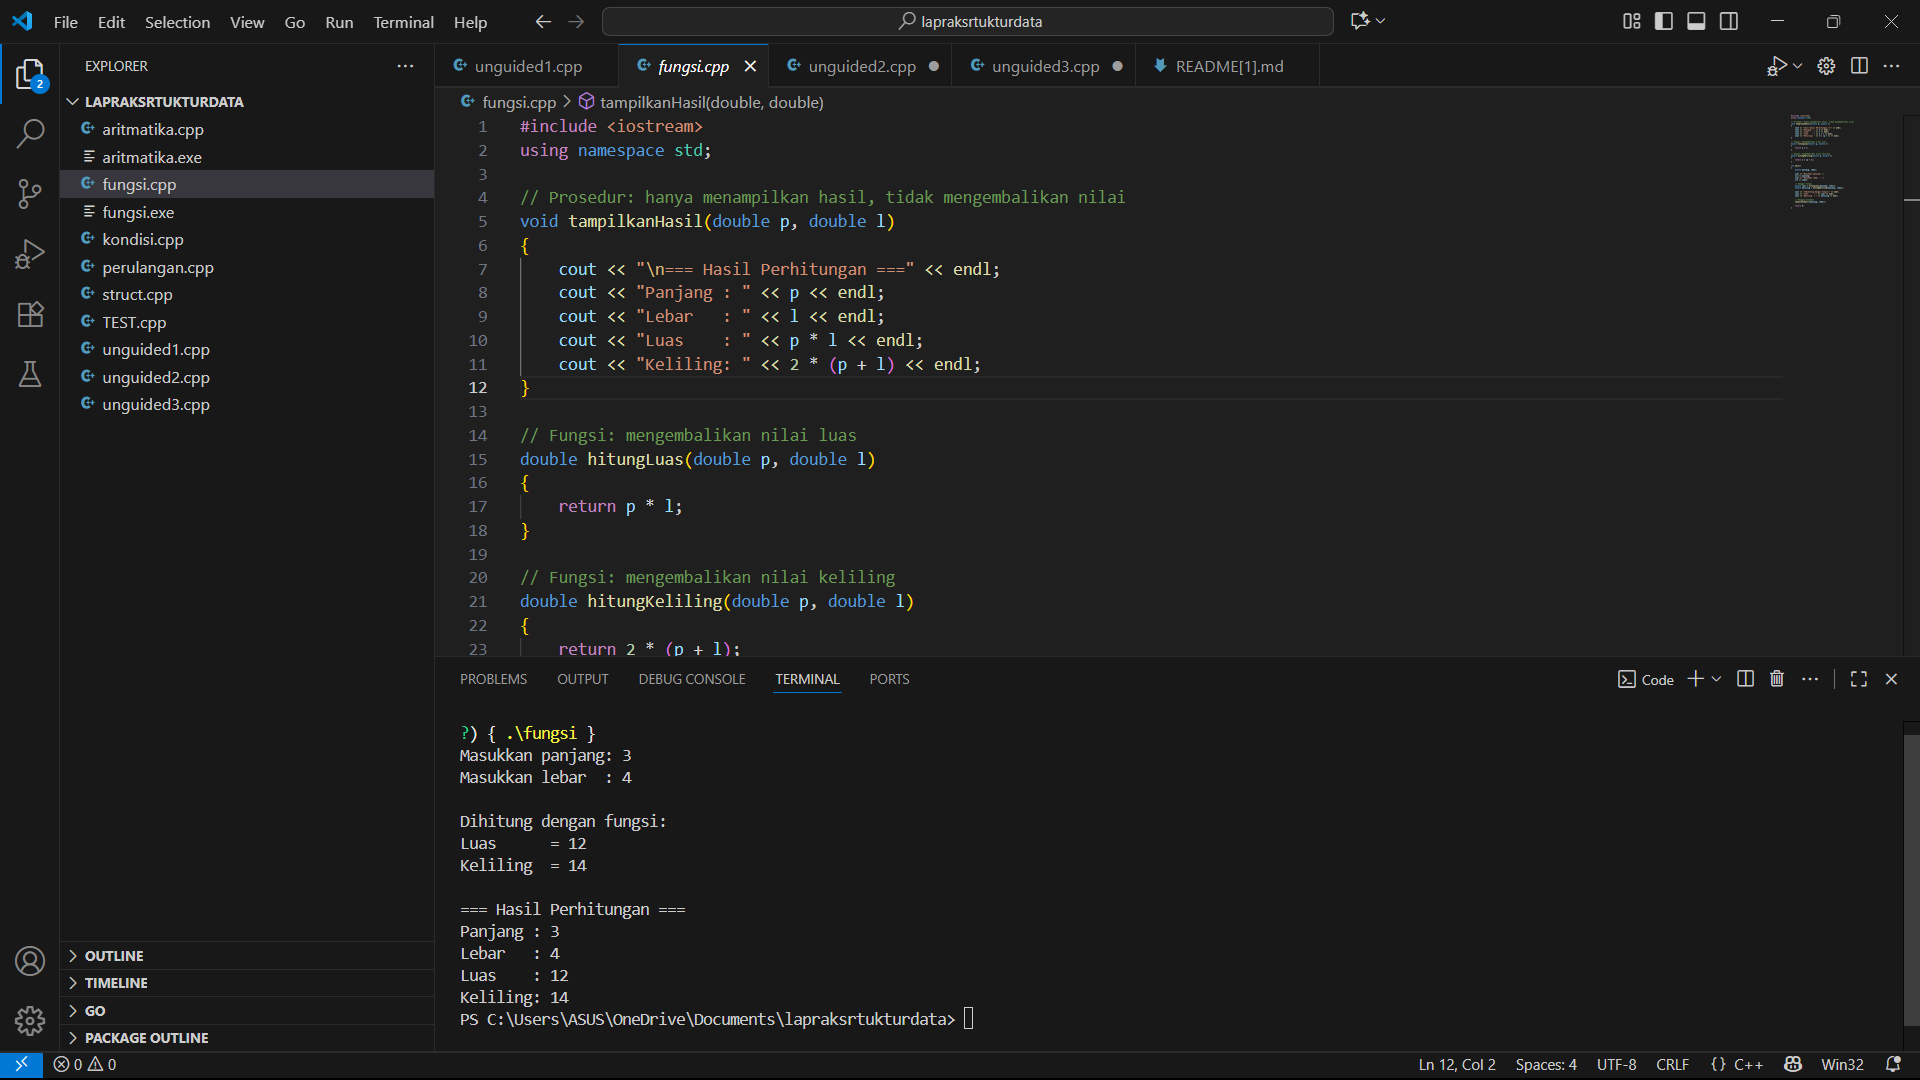 File Edit Selection View Go Run Terminal Help
lapraksrtukturdata
EXPLORER
2
LAPRAKSRTUKTURDATA
aritmatika.cpp
aritmatika.exe
fungsi.cpp
fungsi.exe
kondisi.cpp
perulangan.cpp
struct.cpp
TEST.cpp
unguided1.cpp
unguided2.cpp
unguided3.cpp
OUTLINE
TIMELINE
GO
PACKAGE OUTLINE
unguided1.cpp fungsi.cpp unguided2.cpp unguided3.cpp README[1].md
fungsi.cpp > tampilkanHasil(double, double)
1 #include <iostream>
2 using namespace std;
3
4 // Prosedur: hanya menampilkan hasil, tidak mengembalikan nilai
5 void tampilkanHasil(double p, double l)
6 {
7 cout << "\n=== Hasil Perhitungan ===" << endl;
8 cout << "Panjang : " << p << endl;
9 cout << "Lebar   : " << l << endl;
10 cout << "Luas    : " << p * l << endl;
11 cout << "Keliling: " << 2 * (p + l) << endl;
12 }
13
14 // Fungsi: mengembalikan nilai luas
15 double hitungLuas(double p, double l)
16 {
17 return p * l;
18 }
19
20 // Fungsi: mengembalikan nilai keliling
21 double hitungKeliling(double p, double l)
22 {
23 return 2 * (p + l);
PROBLEMS OUTPUT DEBUG CONSOLE TERMINAL PORTS
Code
?) { .\fungsi }
Masukkan panjang: 3
Masukkan lebar  : 4
Dihitung dengan fungsi:
Luas      = 12
Keliling  = 14
=== Hasil Perhitungan ===
Panjang : 3
Lebar   : 4
Luas    : 12
Keliling: 14
PS C:\Users\ASUS\OneDrive\Documents\lapraksrtukturdata>
0 0
Ln 12, Col 2 Spaces: 4 UTF-8 CRLF {} C++ Win32